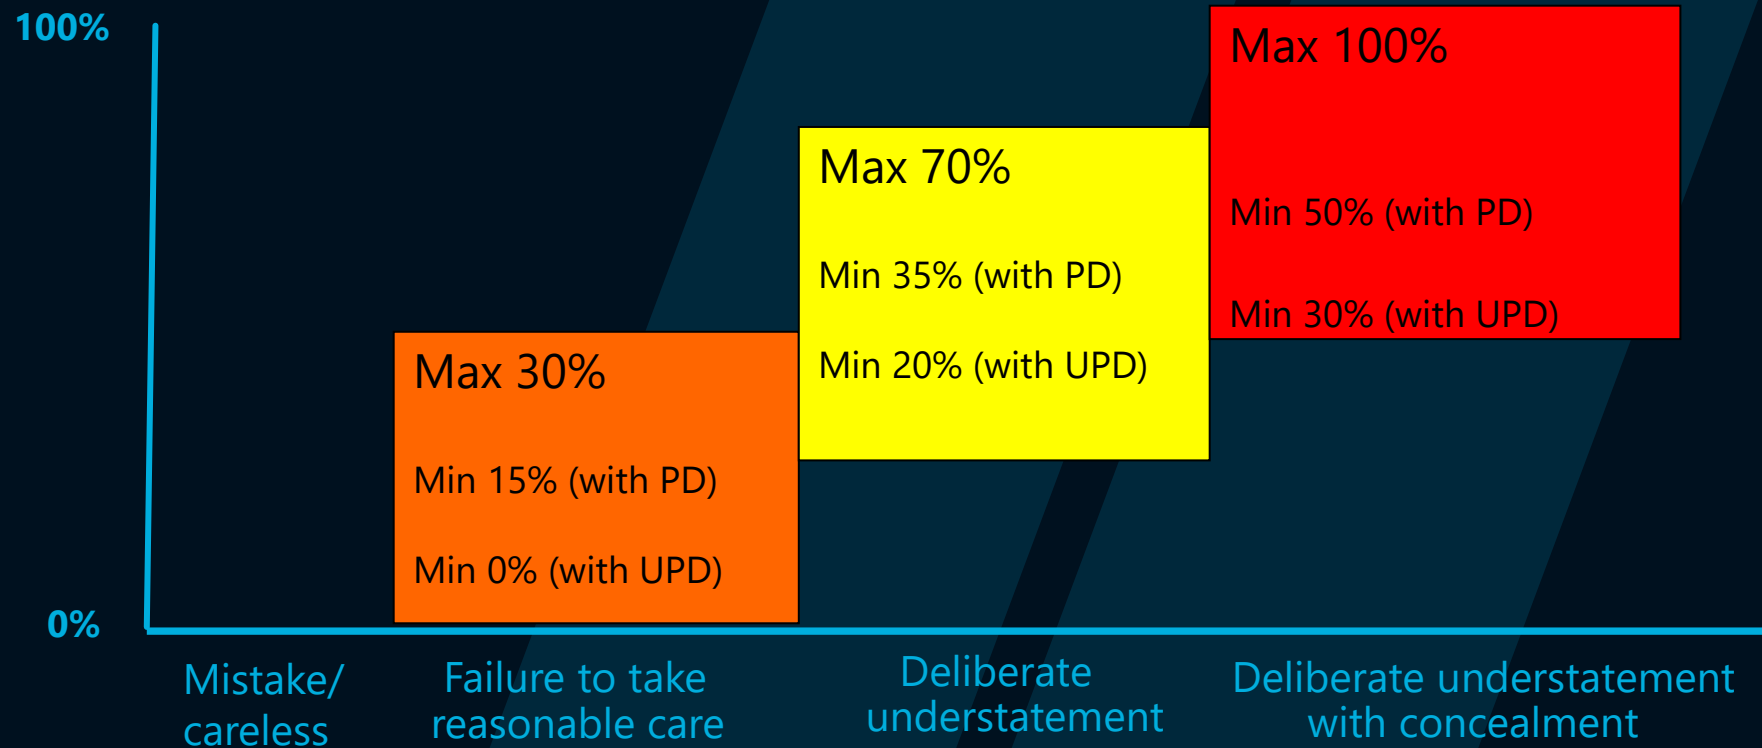 100%
Max 100%
Min 50% (with PD)
Min 30% (with UPD)
Max 70%
Min 35% (with PD)
Min 20% (with UPD)
Max 30%
Min 15% (with PD)
Min 0% (with UPD)
0%
Mistake/
careless
Failure to take
reasonable care
Deliberate
understatement
Deliberate understatement
with concealment